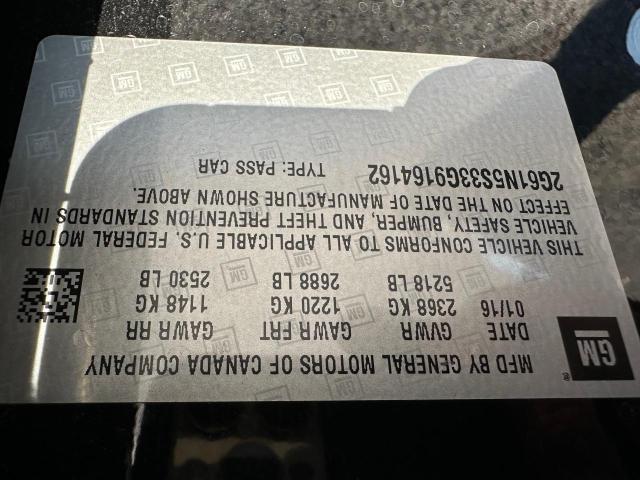 MFD BY GENERAL MOTORS OF CANADA COMPANY
GM ®
DATE GVWR GAWR FRT GAWR RR
01/16 2368 KG 1220 KG 1148 KG
5218 LB 2688 LB 2530 LB
THIS VEHICLE CONFORMS TO ALL APPLICABLE U.S. FEDERAL MOTOR
VEHICLE SAFETY, BUMPER, AND THEFT PREVENTION STANDARDS IN
EFFECT ON THE DATE OF MANUFACTURE SHOWN ABOVE.
2G61N5S33G9164162 TYPE: PASS CAR